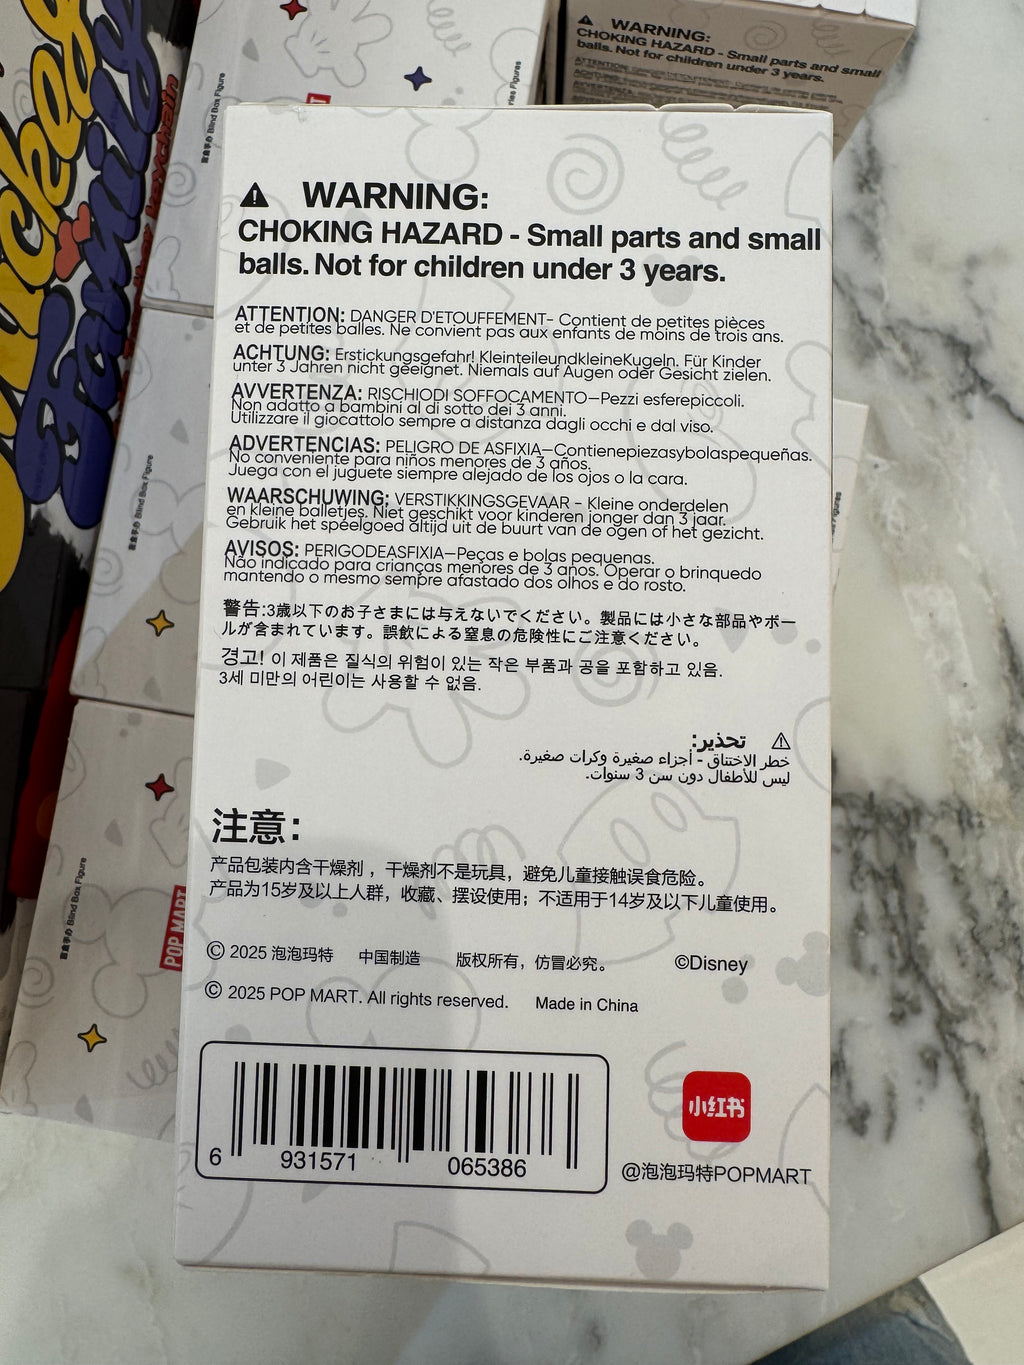 WARNING:
CHOKING HAZARD - Small parts and small
balls. Not for children under 3 years.
WARNING:
CHOKING HAZARD - Small parts and small
balls. Not for children under 3 years.
ATTENTION: DANGER D'ETOUFFEMENT- Contient de petites pièces
et de petites balles. Ne convient pas aux enfants de moins de trois ans.
ACHTUNG: Erstickungsgefahr! KleinteileundkleineKugeln. Für Kinder
unter 3 Jahren nicht geeignet. Niemals auf Augen oder Gesicht zielen.
AVVERTENZA: RISCHIODI SOFFOCAMENTO–Pezzi esferepiccoli.
Non adatto a bambini al di sotto dei 3 anni.
Utilizzare il giocattolo sempre a distanza dagli occhi e dal viso.
ADVERTENCIAS: PELIGRO DE ASFIXIA–Contienepiezasybolaspequeñas.
No conveniente para niños menores de 3 años.
Juega con el juguete siempre alejado de los ojos o la cara.
WAARSCHUWING: VERSTIKKINGSGEVAAR - Kleine onderdelen
en kleine balletjes. Niet geschikt voor kinderen jonger dan 3 jaar.
Gebruik het speelgoed altijd uit de buurt van de ogen of het gezicht.
AVISOS: PERIGODEASFIXIA–Peças e bolas pequenas.
Não indicado para crianças menores de 3 anos. Operar o brinquedo
mantendo o mesmo sempre afastado dos olhos e do rosto.
警告:3歳以下のお子さまには与えないでください。製品には小さな部品やボー
ルが含まれています。誤飲による窒息の危険性にご注意ください。
경고! 이 제품은 질식의 위험이 있는 작은 부품과 공을 포함하고 있음.
3세 미만의 어린이는 사용할 수 없음.
تحذير:
خطر الاختناق - أجزاء صغيرة وكرات صغيرة.
ليس للأطفال دون سن 3 سنوات.
注意：
产品包装内含干燥剂，干燥剂不是玩具，避免儿童接触误食危险。
产品为15岁及以上人群，收藏、摆设使用；不适用于14岁及以下儿童使用。
© 2025 泡泡玛特 中国制造 版权所有，仿冒必究。 ©Disney
© 2025 POP MART. All rights reserved. Made in China
6 931571 065386
小红书
@泡泡玛特POPMART
Blind Box Figure
Blind Box Figure
Blind Box Figure
POP MART
Family
Keychain